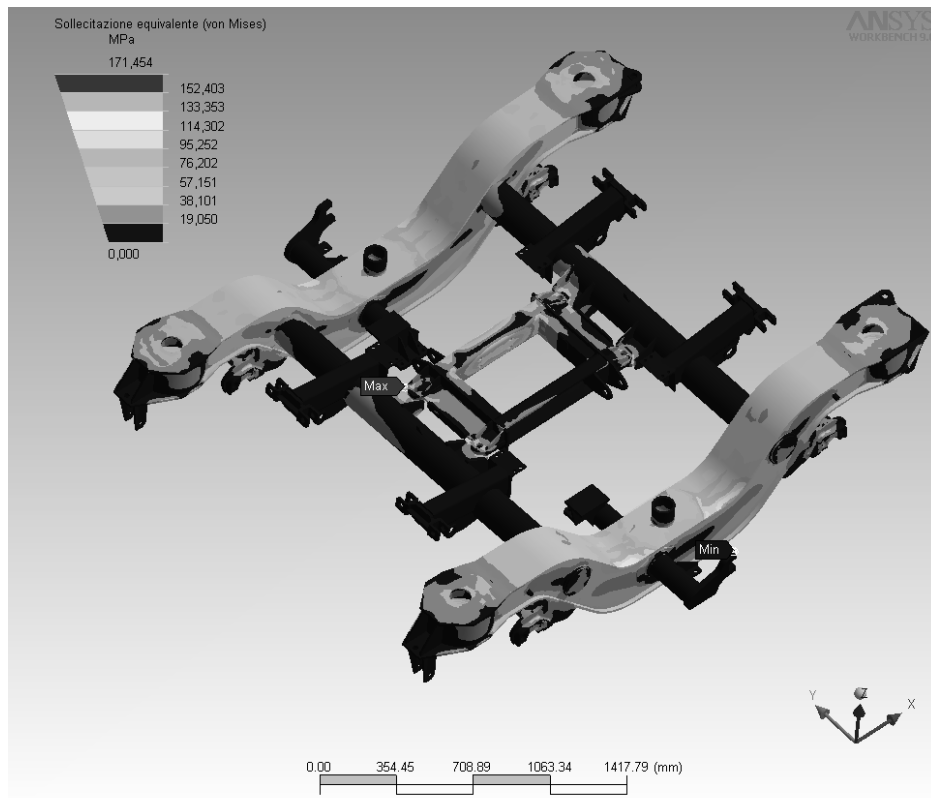 Sollecitazione equivalente (von Mises)
MPa
171,454
152,403
133,353
114,302
95,252
76,202
57,151
38,101
19,050
0,000
ANSYS
Max
Min
Y
Z
X
0.00 354.45 708.89 1063.34 1417.79 (mm)